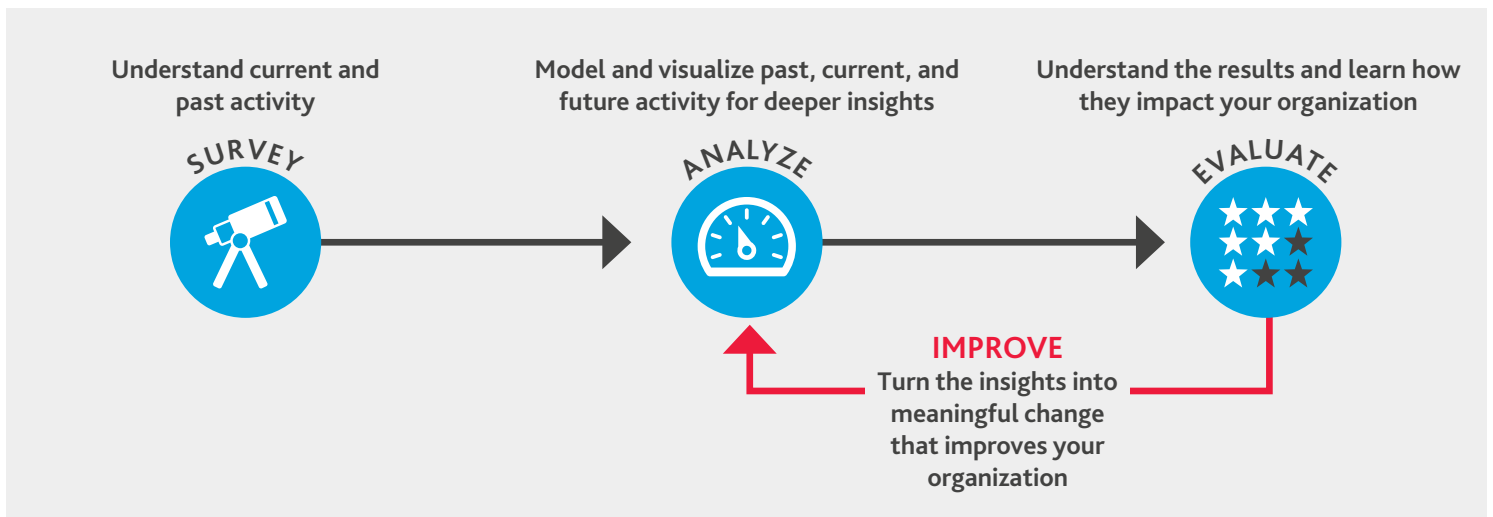 Understand current and
past activity
SURVEY
Model and visualize past, current, and
future activity for deeper insights
ANALYZE
Understand the results and learn how
they impact your organization
EVALUATE
IMPROVE
Turn the insights into
meaningful change
that improves your
organization